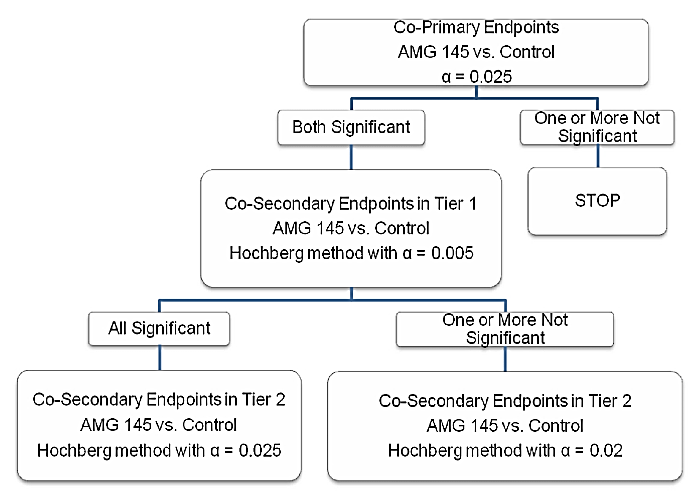 Co-Primary Endpoints
AMG 145 vs. Control
α = 0.025
Both Significant
One or More Not
Significant
STOP
Co-Secondary Endpoints in Tier 1
AMG 145 vs. Control
Hochberg method with α = 0.005
All Significant
One or More Not
Significant
Co-Secondary Endpoints in Tier 2
AMG 145 vs. Control
Hochberg method with α = 0.025
Co-Secondary Endpoints in Tier 2
AMG 145 vs. Control
Hochberg method with α = 0.02